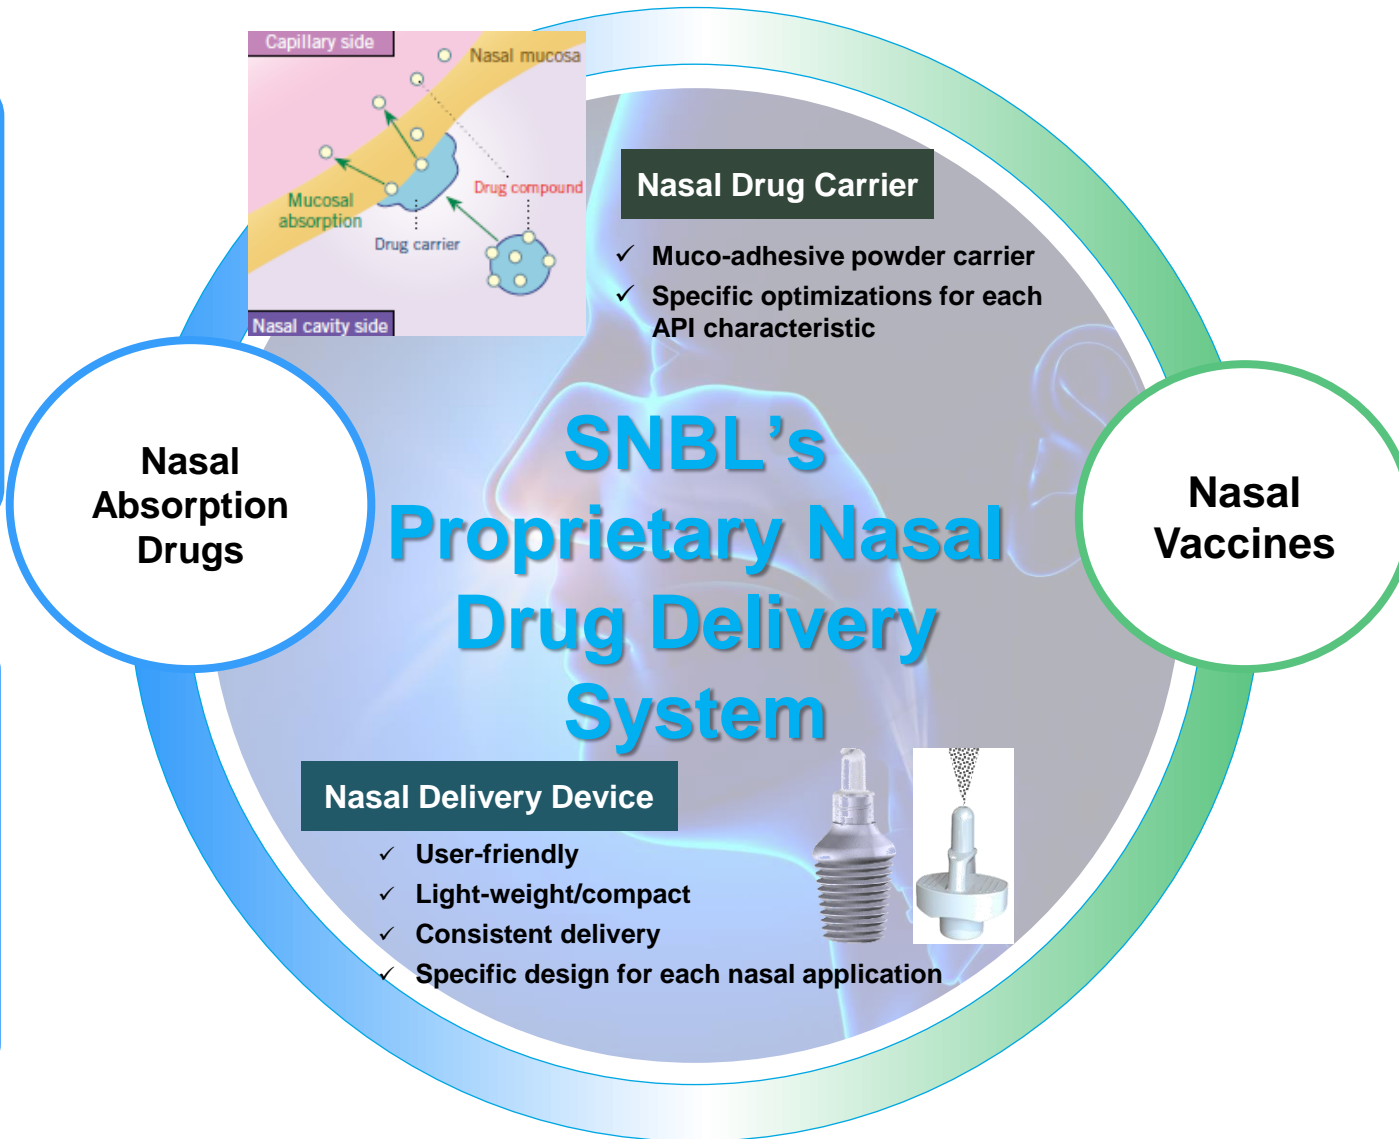 Capillary side
Nasal mucosa
Mucosal
absorption
Drug compound
Drug carrier
Nasal cavity side
Nasal Drug Carrier
✓ Muco-adhesive powder carrier
✓ Specific optimizations for each
API characteristic
Nasal
Absorption
Drugs
SNBL’s
Proprietary Nasal
Drug Delivery
System
Nasal
Vaccines
Nasal Delivery Device
✓ User-friendly
✓ Light-weight/compact
✓ Consistent delivery
✓ Specific design for each nasal application